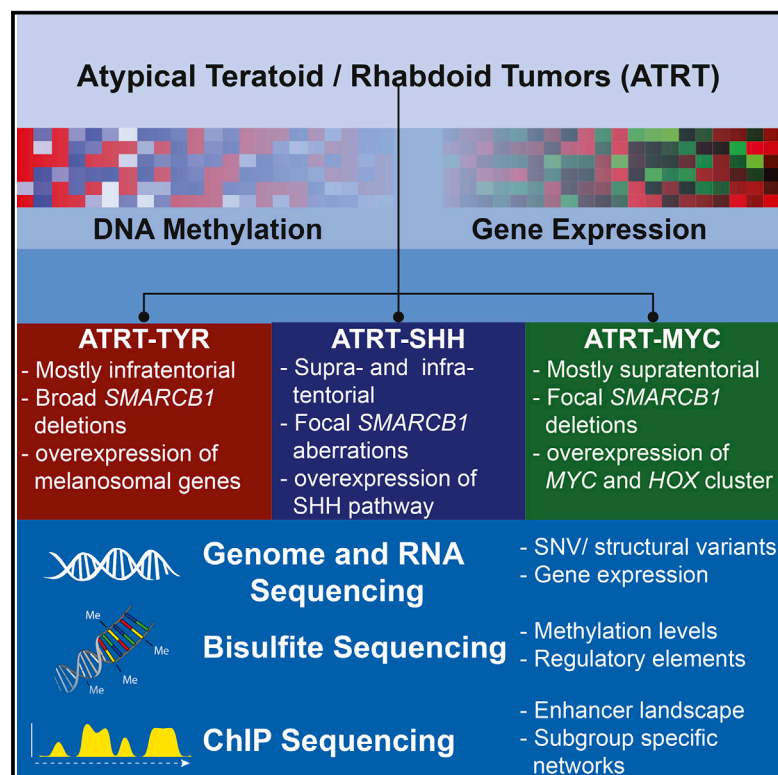 Atypical Teratoid / Rhabdoid Tumors (ATRT)
DNA Methylation
Gene Expression
ATRT-TYR
- Mostly infratentorial
- Broad SMARCB1
deletions
- overexpression of
melanosomal genes
ATRT-SHH
- Supra- and infra-
tentorial
- Focal SMARCB1
aberrations
- overexpression of
SHH pathway
ATRT-MYC
- Mostly supratentorial
- Focal SMARCB1
deletions
- overexpression of
MYC and HOX cluster
Genome and RNA
Sequencing
- SNV/ structural variants
- Gene expression
Me
Me
Me
Me
Me
Bisulfite Sequencing
- Methylation levels
- Regulatory elements
ChIP Sequencing
- Enhancer landscape
- Subgroup specific
networks